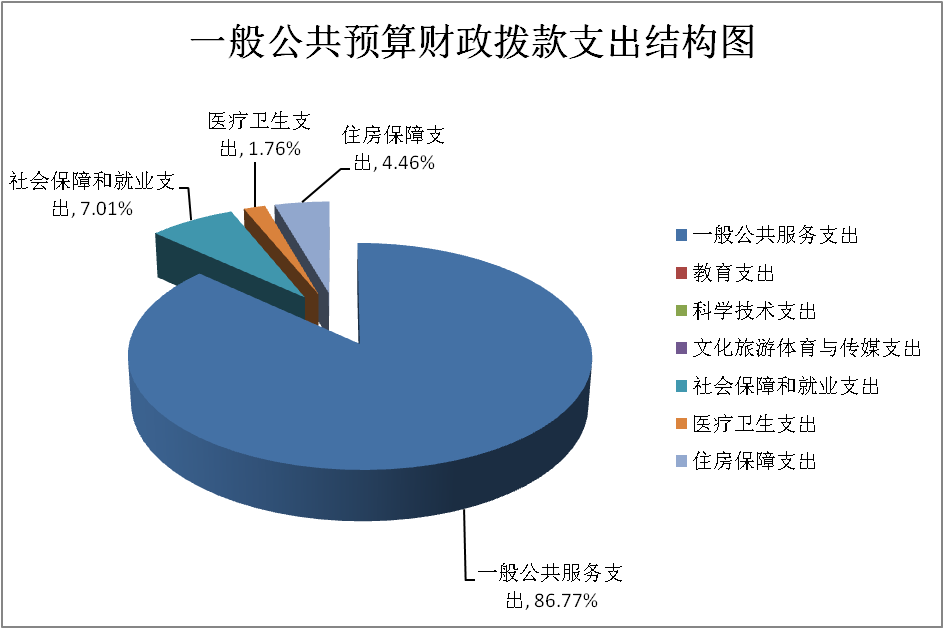 一般公共预算财政拨款支出结构图
医疗卫生支
出, 1.76%
住房保障支
出, 4.46%
社会保障和就业支
出, 7.01%
一般公共服务支出
教育支出
科学技术支出
文化旅游体育与传媒支出
社会保障和就业支出
医疗卫生支出
住房保障支出
一般公共服务支
出, 86.77%